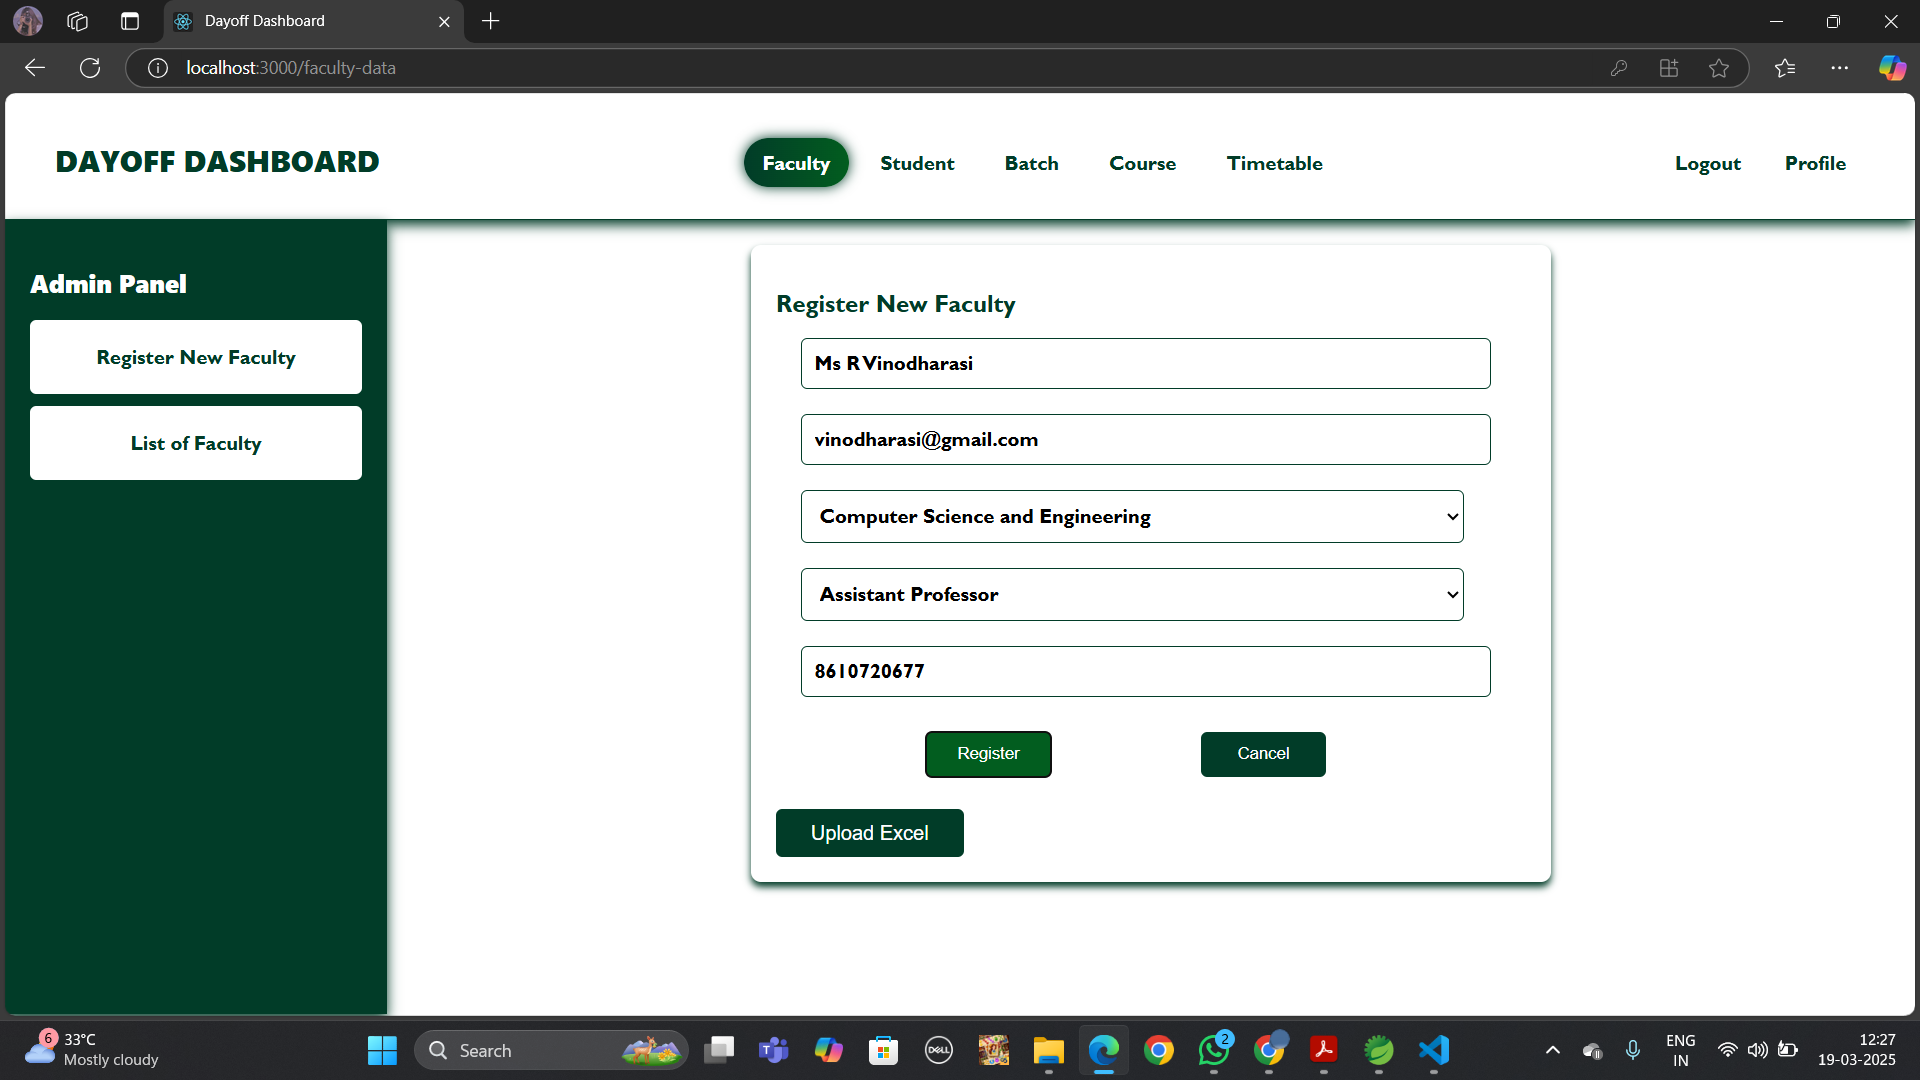 Dayoff Dashboard
localhost:3000/faculty-data
DAYOFF DASHBOARD
Faculty
Student
Batch
Course
Timetable
Logout
Profile
Admin Panel
Register New Faculty
List of Faculty
Register New Faculty
Ms R Vinodharasi
vinodharasi@gmail.com
Computer Science and Engineering
Assistant Professor
8610720677
Register
Cancel
Upload Excel
6
33°C
Mostly cloudy
Search
DELL
2
ENG
IN
12:27
19-03-2025